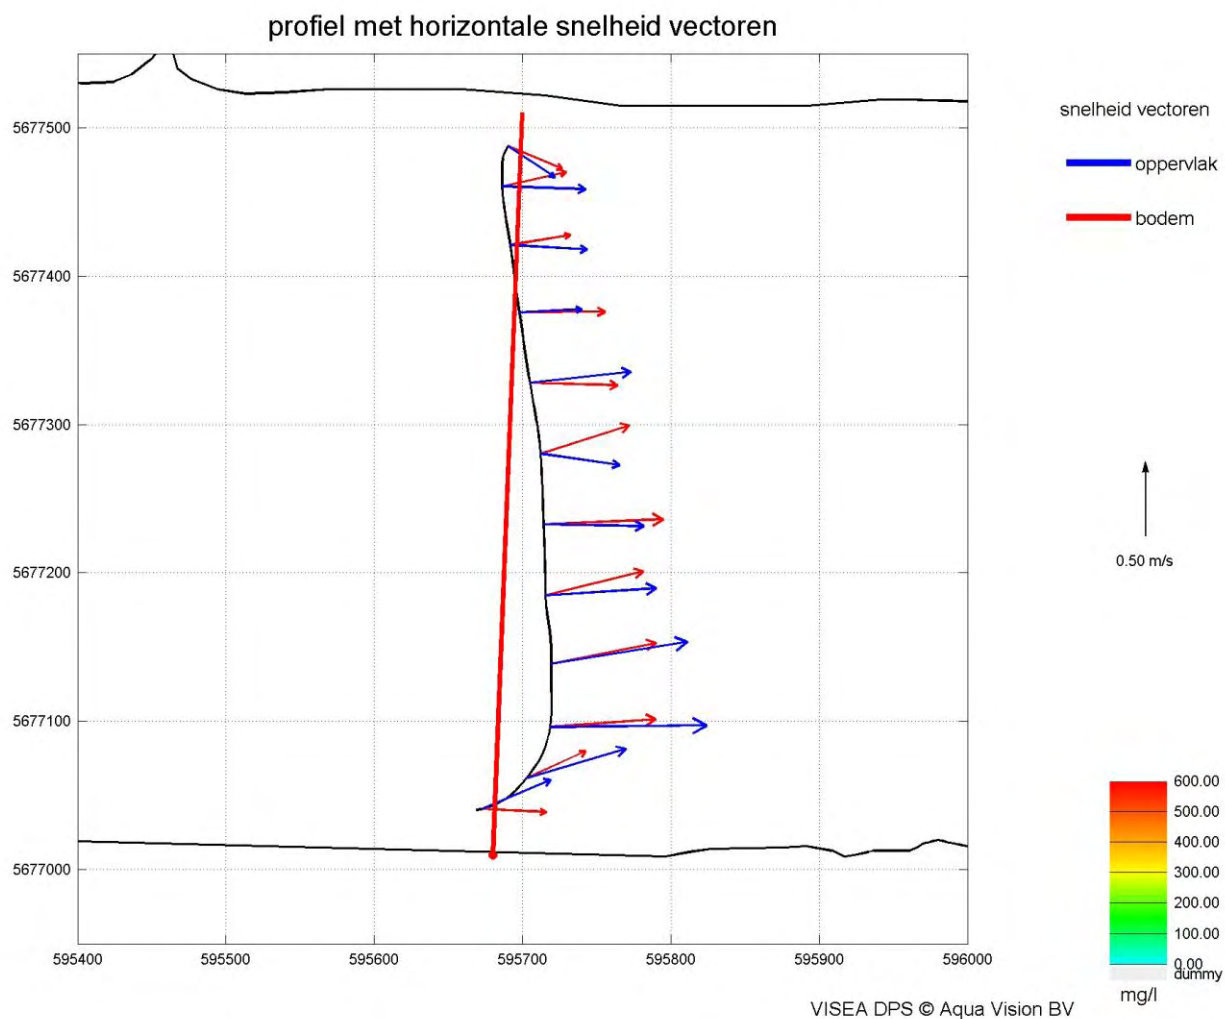 profiel met horizontale snelheid vectoren
snelheid vectoren
oppervlak
bodem
5677500
5677400
5677300
5677200
5677100
5677000
595400
595500
595600
595700
595800
595900
596000
0.50 m/s
600.00
500.00
400.00
300.00
200.00
100.00
0.00
dummy
mg/l
VISEA DPS © Aqua Vision BV